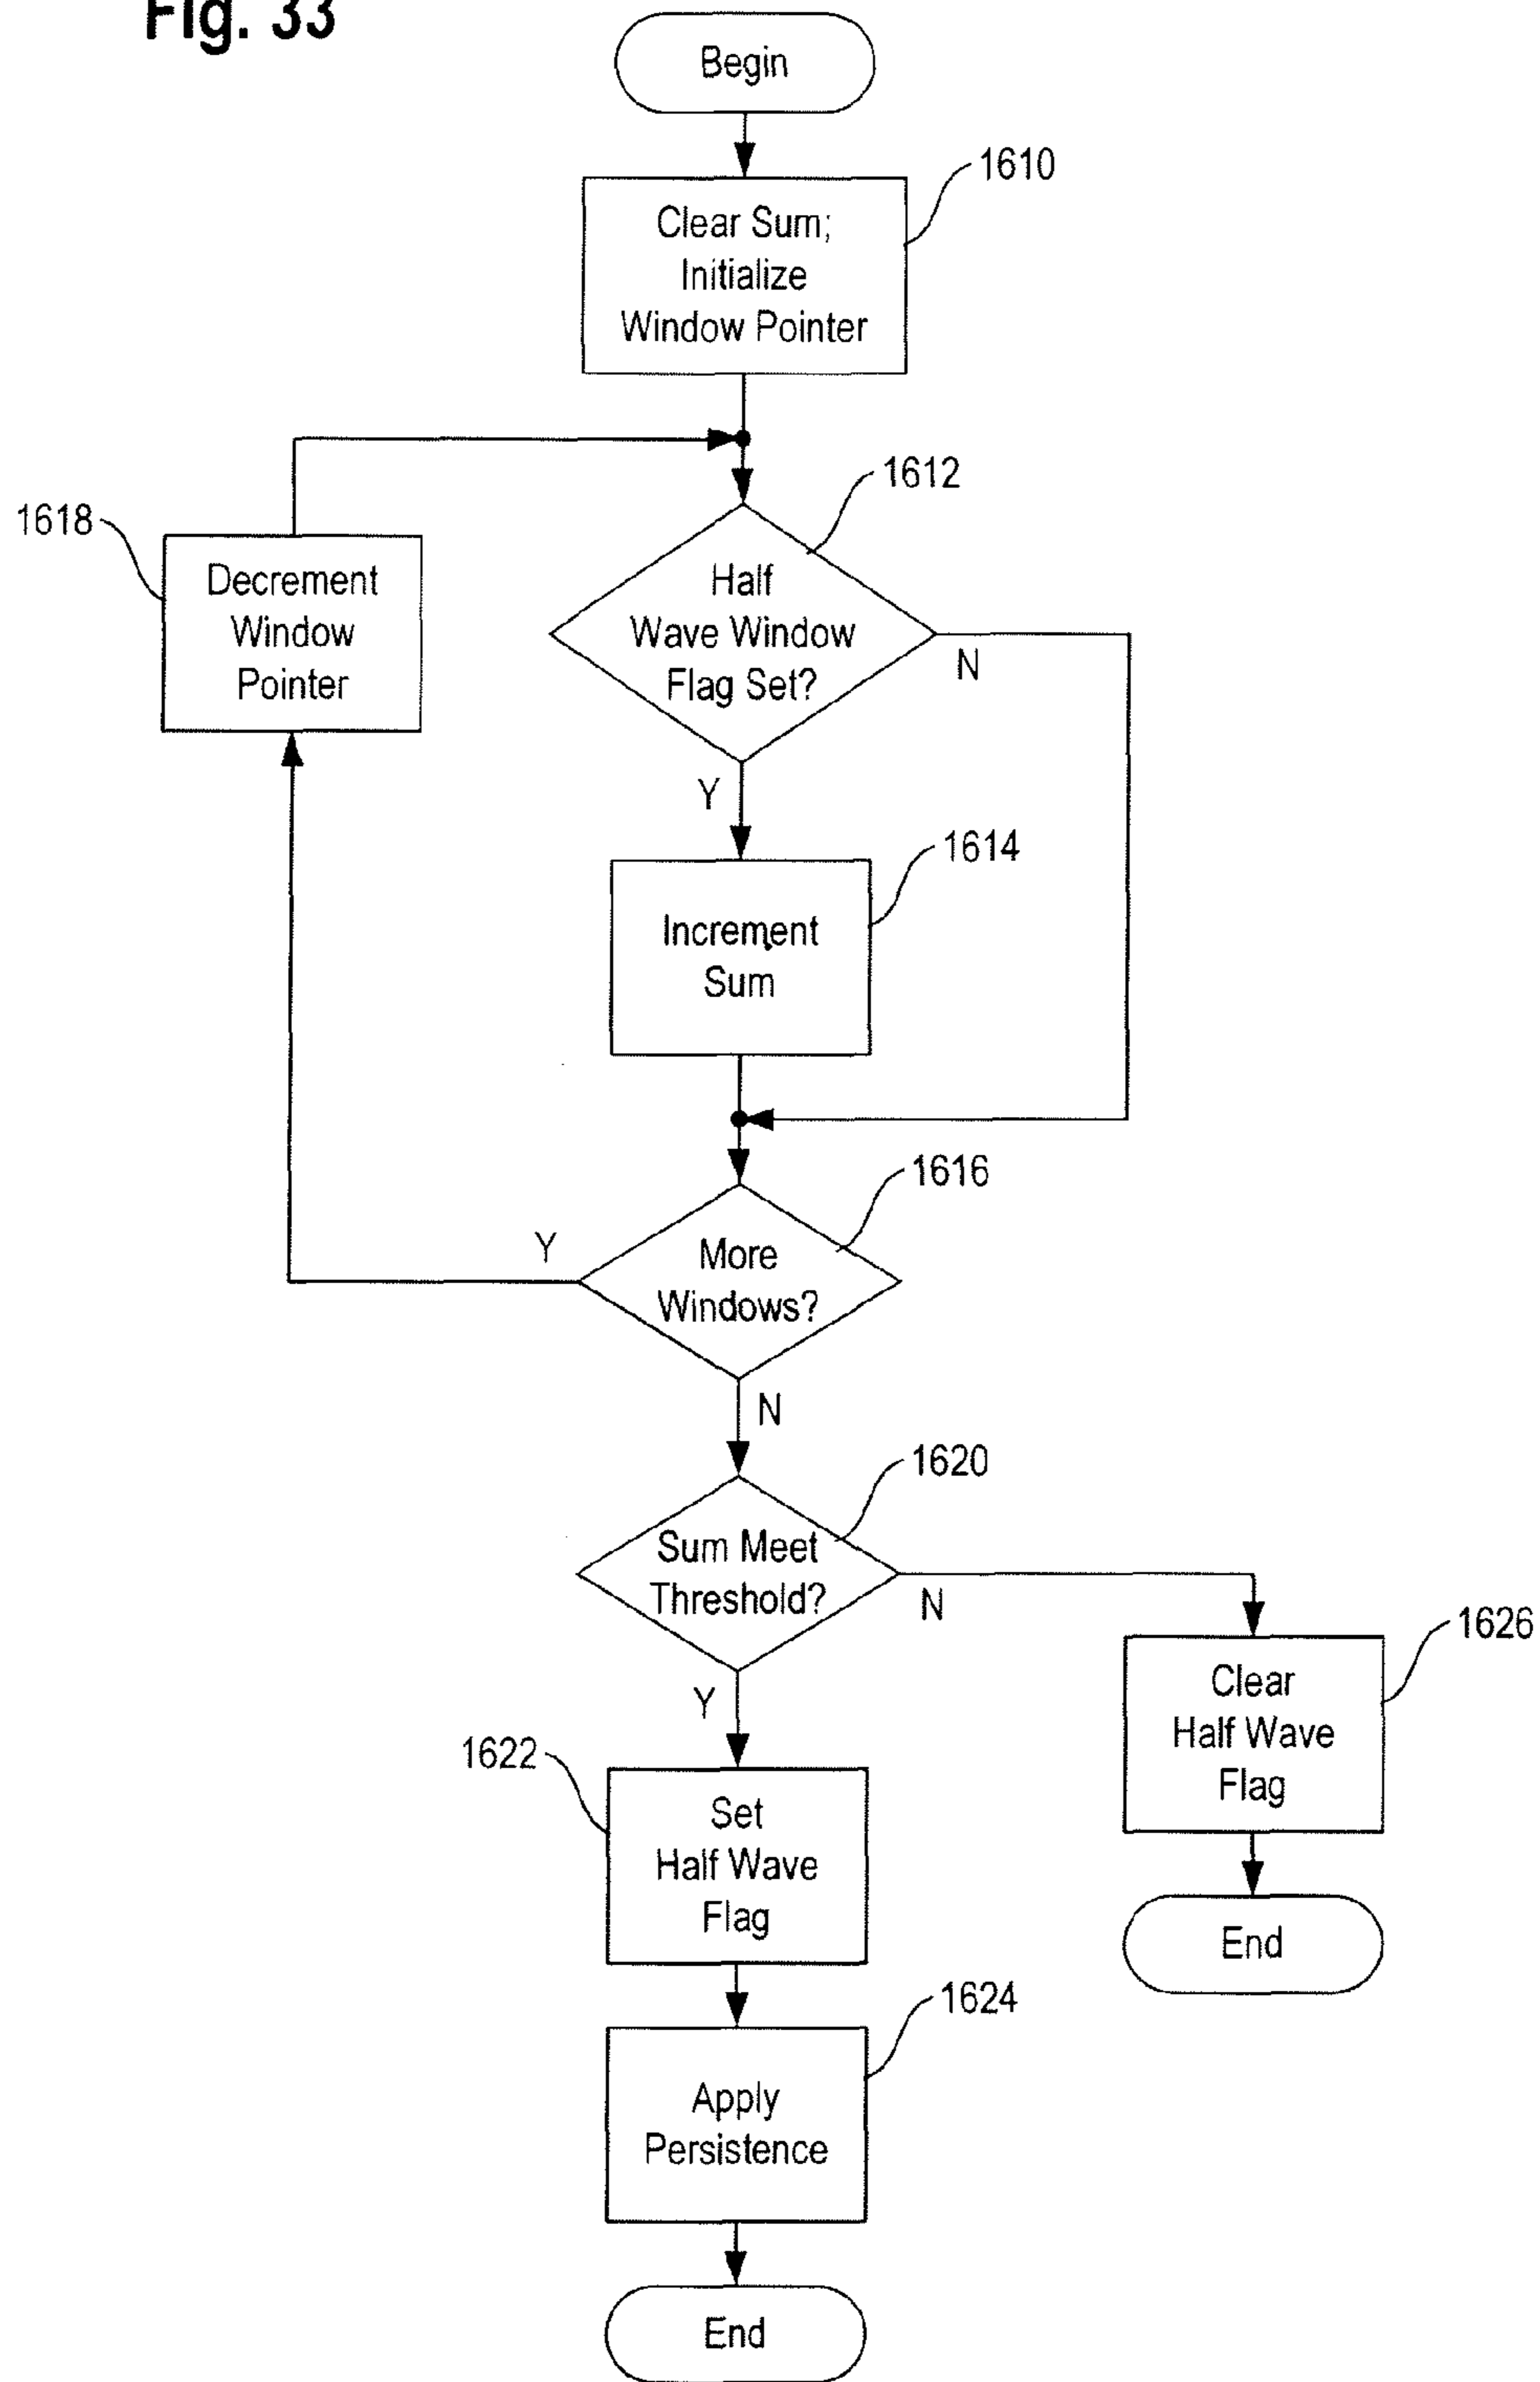 Fig. 33
Begin
1610
Clear Sum;
Initialize
Window Pointer
1612
1618
Decrement
Window
Pointer
Half
Wave Window
Flag Set?
N
Y
1614
Increment
Sum
1616
More
Windows?
Y
N
1620
Sum Meet
Threshold?
N
Y
1626
Clear
Half Wave
Flag
End
1622
Set
Half Wave
Flag
1624
Apply
Persistence
End